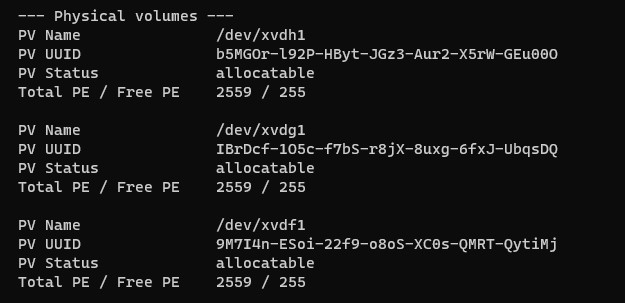 --- Physical volumes ---
PV Name               /dev/xvdh1
PV UUID               b5MGOr-l92P-HByt-JGz3-Aur2-X5rW-GEu00O
PV Status             allocatable
Total PE / Free PE    2559 / 255

PV Name               /dev/xvdg1
PV UUID               IBrDcf-1O5c-f7bS-r8jX-8uxg-6fxJ-UbqsDQ
PV Status             allocatable
Total PE / Free PE    2559 / 255

PV Name               /dev/xvdf1
PV UUID               9M7I4n-ESoi-22f9-o8oS-XC0s-QMRT-QytiMj
PV Status             allocatable
Total PE / Free PE    2559 / 255